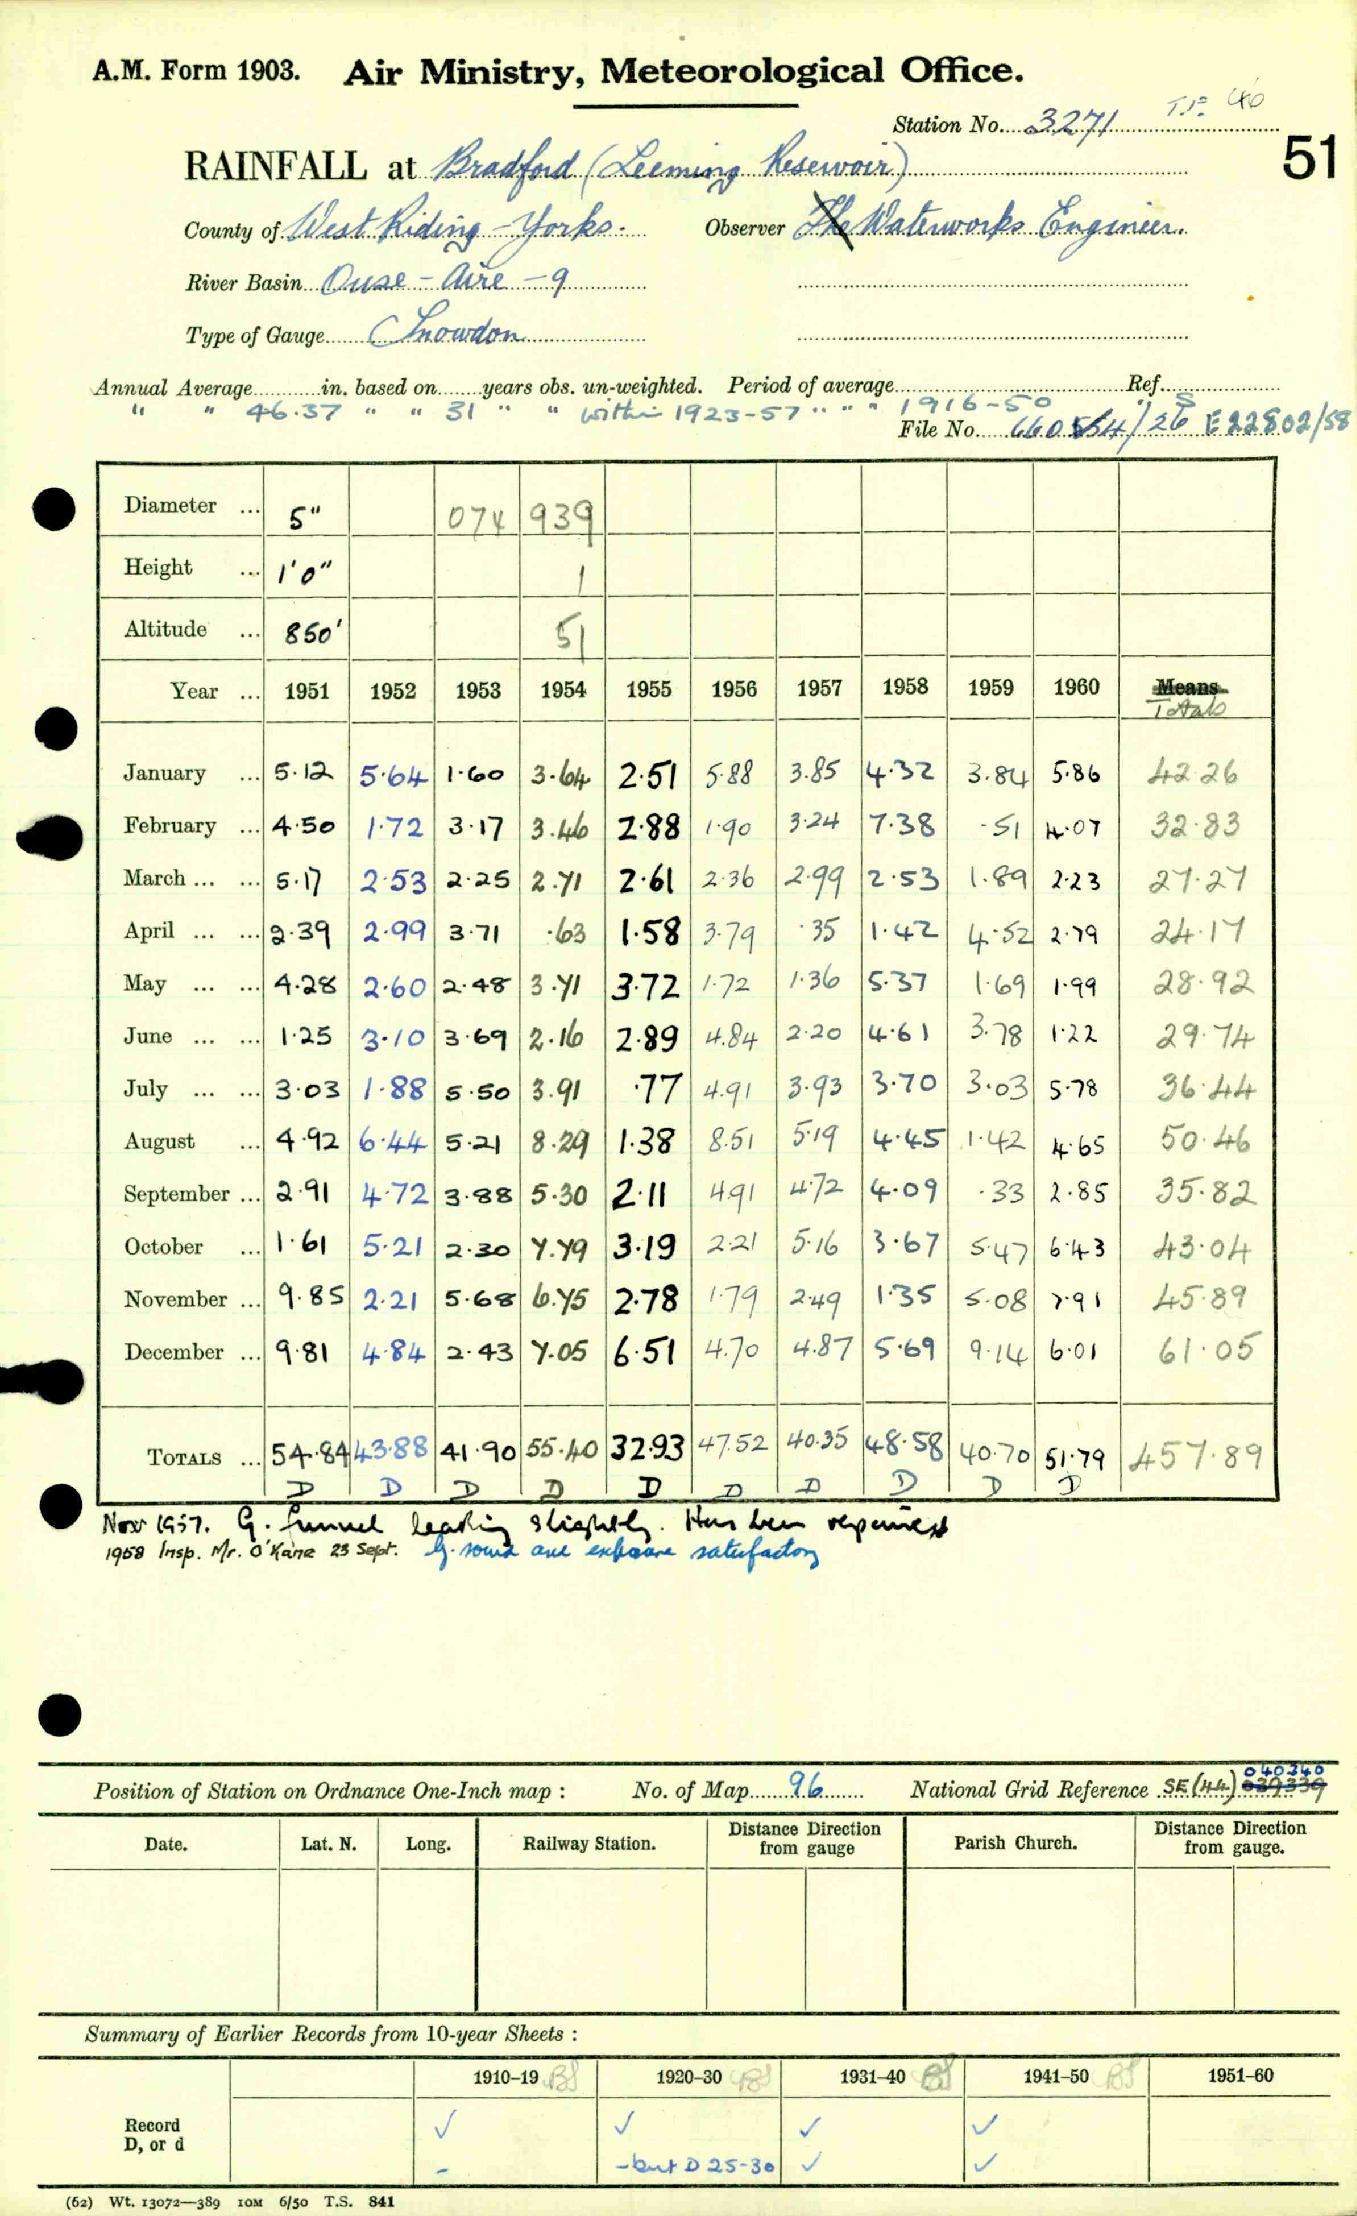 A.M. Form 1903. Air Ministry, Meteorological Office.
Station No. 3271
51
RAINFALL at Bradford (Leeming Reservoir)
County of West Riding - Yorks. Observer The Waterworks Engineer.
River Basin Ouse - Aire - 9
Type of Gauge Snowdon
Annual Average in. based on years obs. un-weighted. Period of average Ref.
" " 46.37 " " 31 " " within 1923-57 " " " 1916-50 " S
File No. /26 E22802/58
Diameter ... 5" 074 939
Height ... 1'0" 1
Altitude ... 850' 51
Year ... 1951 1952 1953 1954 1955 1956 1957 1958 1959 1960 Means
Totals
January ... 5.12 5.64 1.60 3.64 2.51 5.88 3.85 4.32 3.84 5.86 42.26
February ... 4.50 1.72 3.17 3.46 2.88 1.90 3.24 7.38 .51 4.07 32.83
March ... ... 5.17 2.53 2.25 2.71 2.61 2.36 2.99 2.53 1.89 2.23 27.27
April ... ... 2.39 2.99 3.71 .63 1.58 3.79 .35 1.42 4.52 2.79 24.17
May ... ... 4.28 2.60 2.48 3.71 3.72 1.72 1.36 5.37 1.69 1.99 28.92
June ... ... 1.25 3.10 3.69 2.16 2.89 4.84 2.20 4.61 3.78 1.22 29.74
July ... ... 3.03 1.88 5.50 3.91 .77 4.91 3.93 3.70 3.03 5.78 36.44
August ... 4.92 6.44 5.21 8.29 1.38 8.51 5.19 4.45 1.42 4.65 50.46
September ... 2.91 4.72 3.88 5.30 2.11 4.91 4.72 4.09 .33 2.85 35.82
October ... 1.61 5.21 2.30 7.79 3.19 2.21 5.16 3.67 5.47 6.43 43.04
November ... 9.85 2.21 5.68 6.75 2.78 1.79 2.49 1.35 5.08 7.91 45.89
December ... 9.81 4.84 2.43 7.05 6.51 4.70 4.87 5.69 9.14 6.01 61.05
TOTALS ... 54.84 43.88 41.90 55.40 32.93 47.52 40.35 48.58 40.70 51.79 457.89
D D D D D D D D D D
Nov 1957. G. funnel leaking slightly. Has been repaired
1958 Insp. Mr. O'Kane 23 Sept. G. sound and exposure satisfactory
040340
Position of Station on Ordnance One-Inch map : No. of Map 96 National Grid Reference SE (44) 039339
Date. Lat. N. Long. Railway Station. Distance from Direction gauge Parish Church. Distance from Direction gauge.
Summary of Earlier Records from 10-year Sheets :
1910-19 1920-30 1931-40 1941-50 1951-60
Record ✓ ✓ ✓ ✓
D, or d - -but D 25-30 ✓ ✓
(62) Wt. 13072—389 10M 6/50 T.S. 841